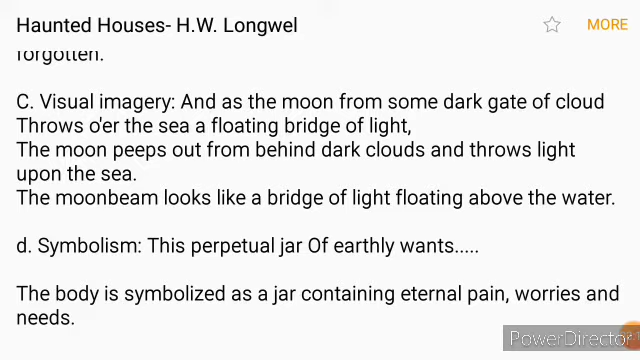 Haunted Houses- H.W. Longwel
MORE
forgotten.
C. Visual imagery: And as the moon from some dark gate of cloud
Throws o'er the sea a floating bridge of light,
The moon peeps out from behind dark clouds and throws light
upon the sea.
The moonbeam looks like a bridge of light floating above the water.
d. Symbolism: This perpetual jar Of earthly wants.....
The body is symbolized as a jar containing eternal pain, worries and
needs.
PowerDirector